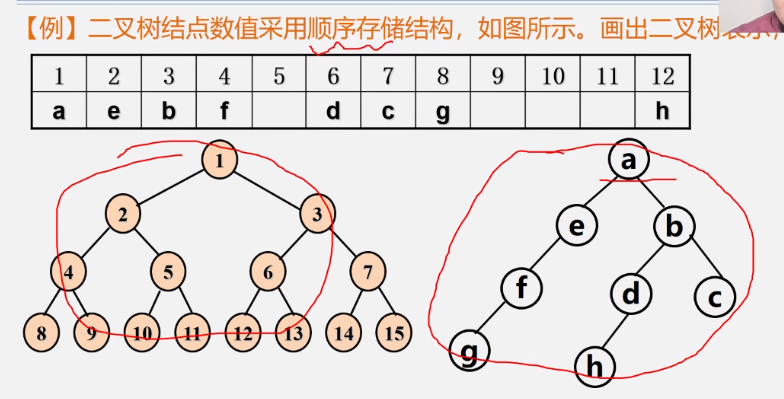 【例】二叉树结点数值采用顺序存储结构，如图所示。画出二叉树表示，
1 2 3 4 5 6 7 8 9 10 11 12
a e b f d c g h
1
2 3
4 5 6 7
8 9 10 11 12 13 14 15
a
e b
f d c
g h